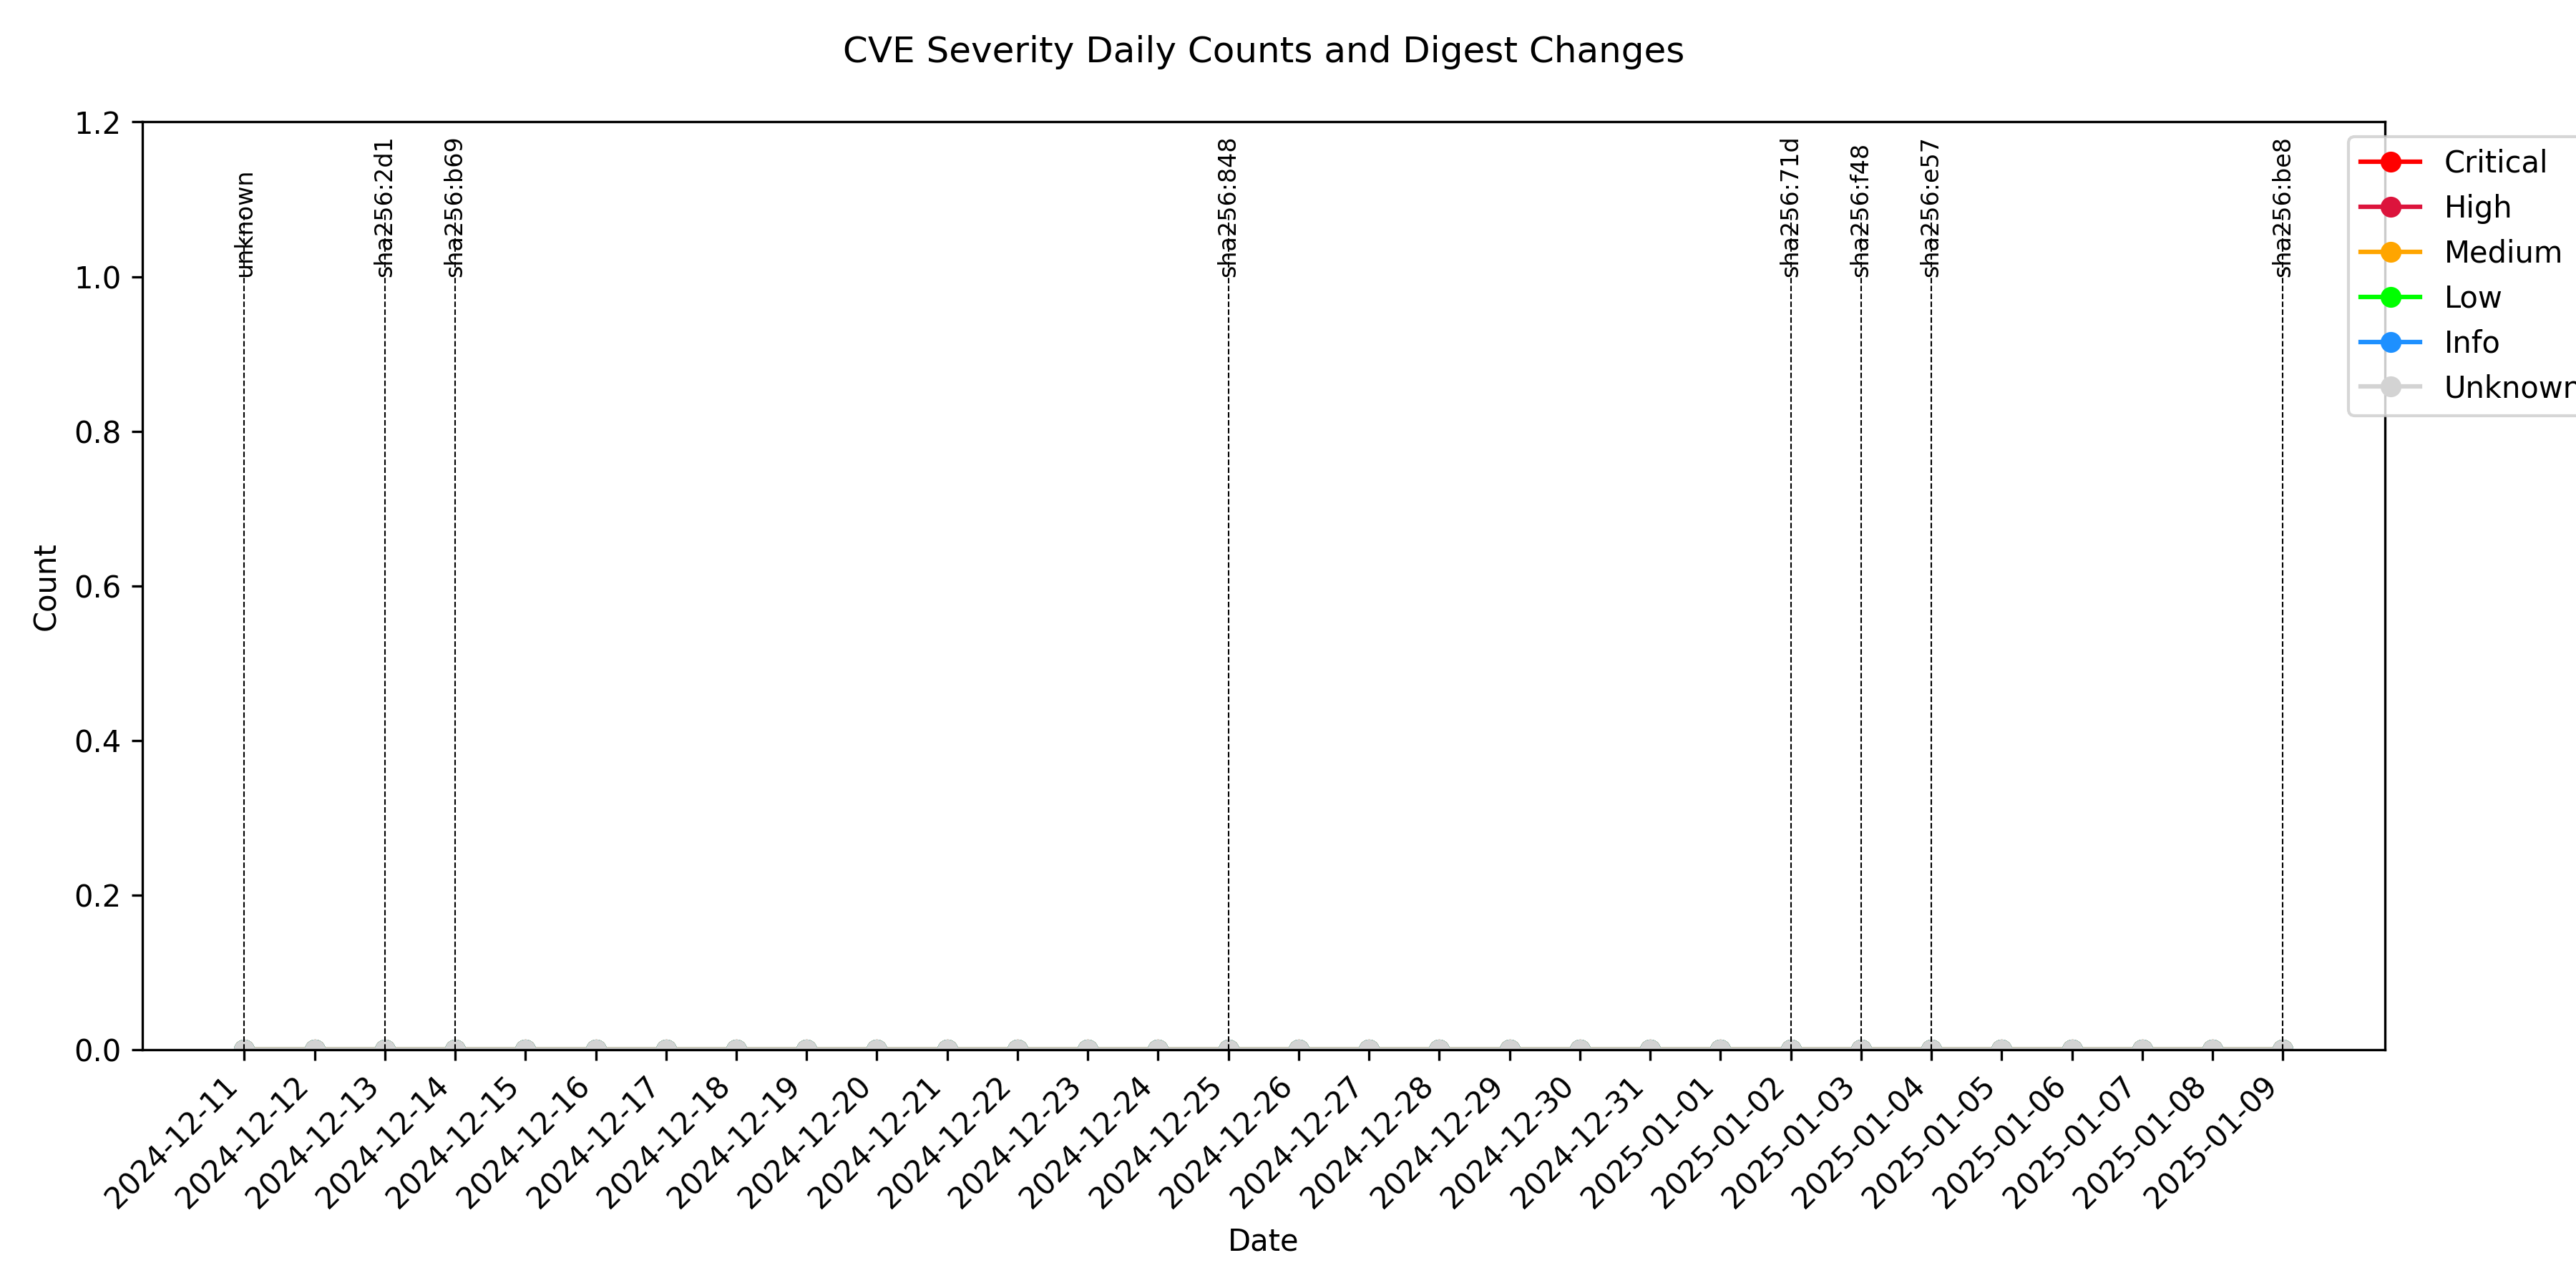 CVE Severity Daily Counts and Digest Changes
1.2
1.0
0.8
0.6
0.4
0.2
0.0
Count
unknown
sha256:2d1
sha256:b69
sha256:848
sha256:71d
sha256:f48
sha256:e57
sha256:be8
Critical
High
Medium
Low
Info
Unknown
2024-12-11
2024-12-12
2024-12-13
2024-12-14
2024-12-15
2024-12-16
2024-12-17
2024-12-18
2024-12-19
2024-12-20
2024-12-21
2024-12-22
2024-12-23
2024-12-24
2024-12-25
2024-12-26
2024-12-27
2024-12-28
2024-12-29
2024-12-30
2024-12-31
2025-01-01
2025-01-02
2025-01-03
2025-01-04
2025-01-05
2025-01-06
2025-01-07
2025-01-08
2025-01-09
Date